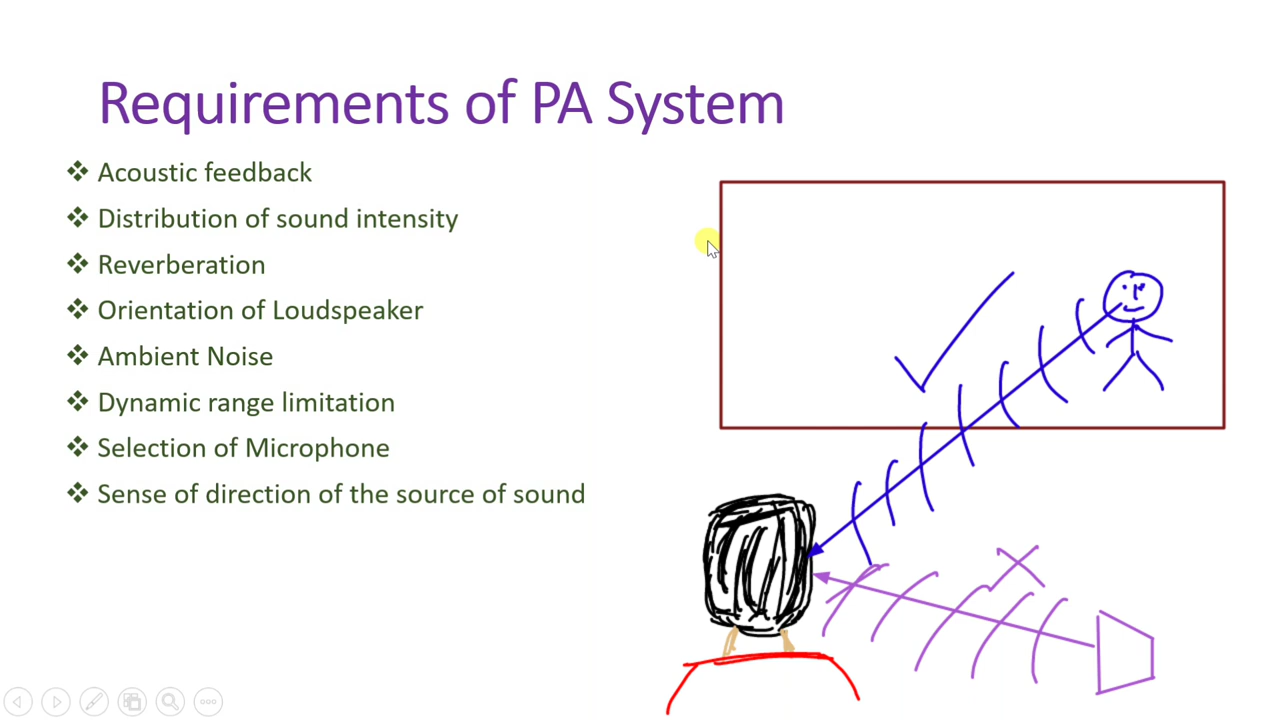 Requirements of PA System
❖ Acoustic feedback
❖ Distribution of sound intensity
❖ Reverberation
❖ Orientation of Loudspeaker
❖ Ambient Noise
❖ Dynamic range limitation
❖ Selection of Microphone
❖ Sense of direction of the source of sound